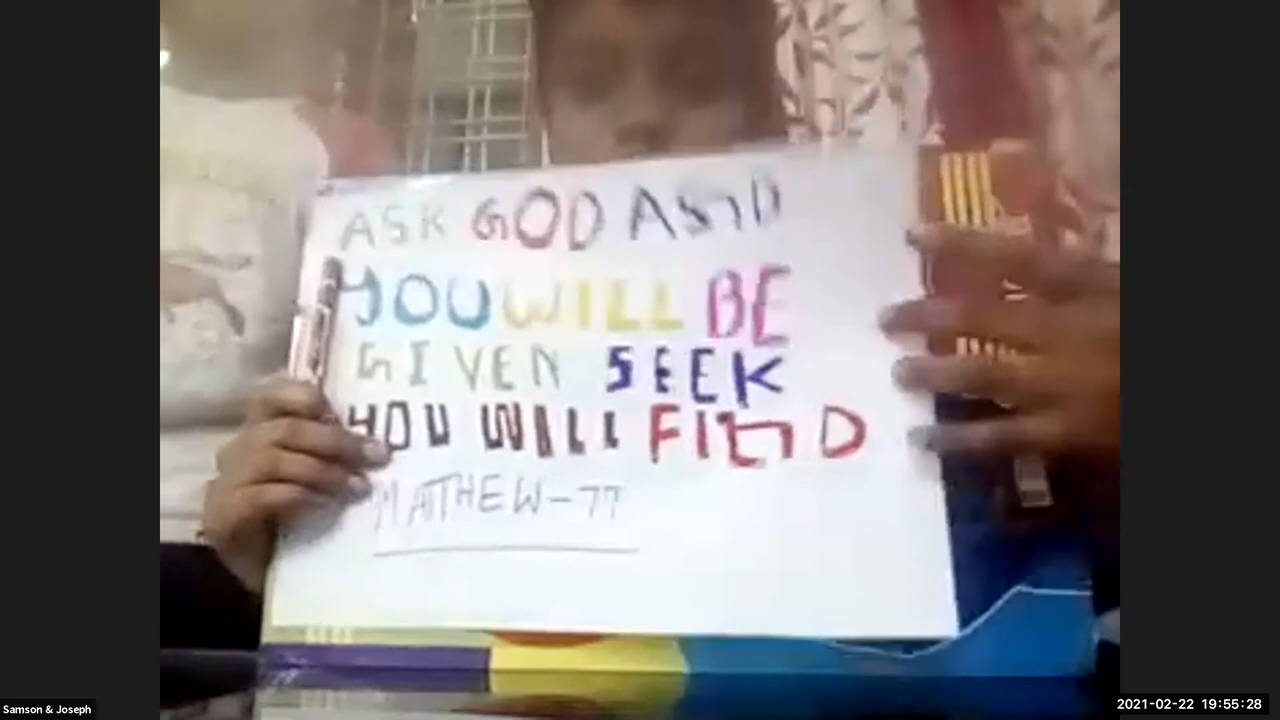 ASK GOD AND
YOU WILL BE
GIVEN SEEK
YOU WILL FIND
MATTHEW-77
Samson & Joseph
2021-02-22 19:55:28